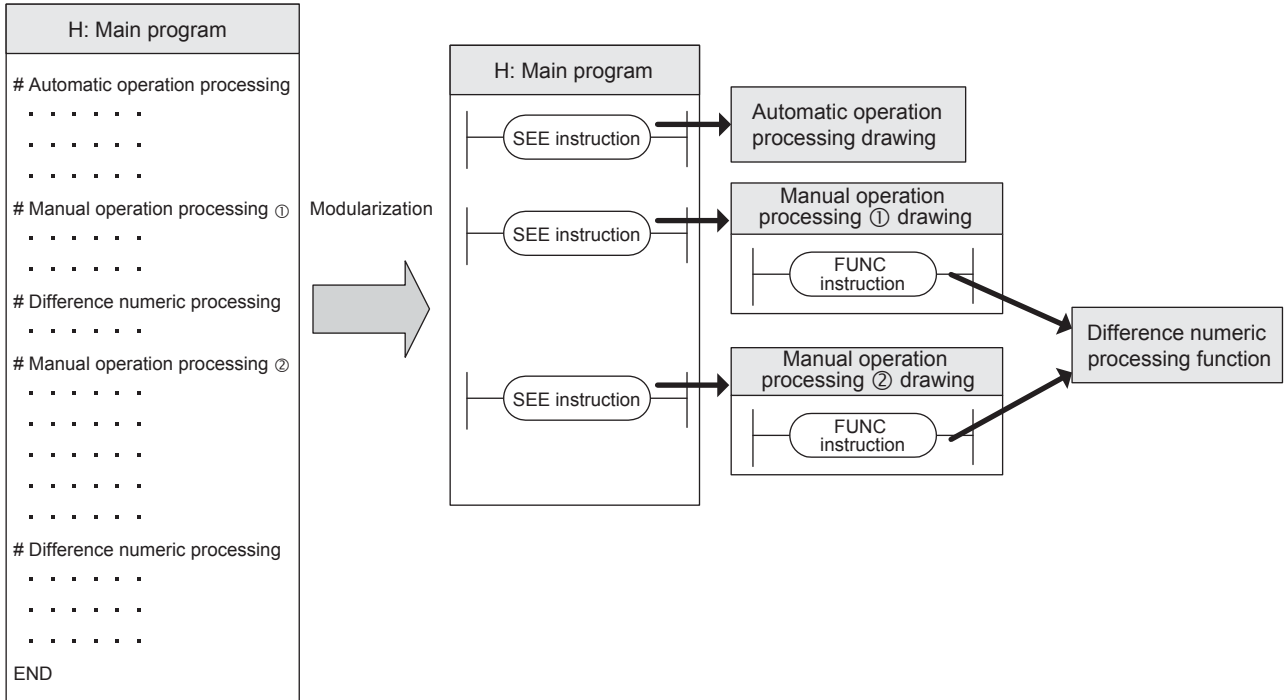 H: Main program
# Automatic operation processing
. . . . . .
. . . . . .
. . . . . .
# Manual operation processing ①
. . . . . .
. . . . . .
# Difference numeric processing
. . . . . .
# Manual operation processing ②
. . . . . .
. . . . . .
. . . . . .
. . . . . .
. . . . . .
# Difference numeric processing
. . . . . .
. . . . . .
. . . . . .
END
Modularization
H: Main program
SEE instruction
SEE instruction
SEE instruction
Automatic operation
processing drawing
Manual operation
processing ① drawing
FUNC
instruction
Manual operation
processing ② drawing
FUNC
instruction
Difference numeric
processing function